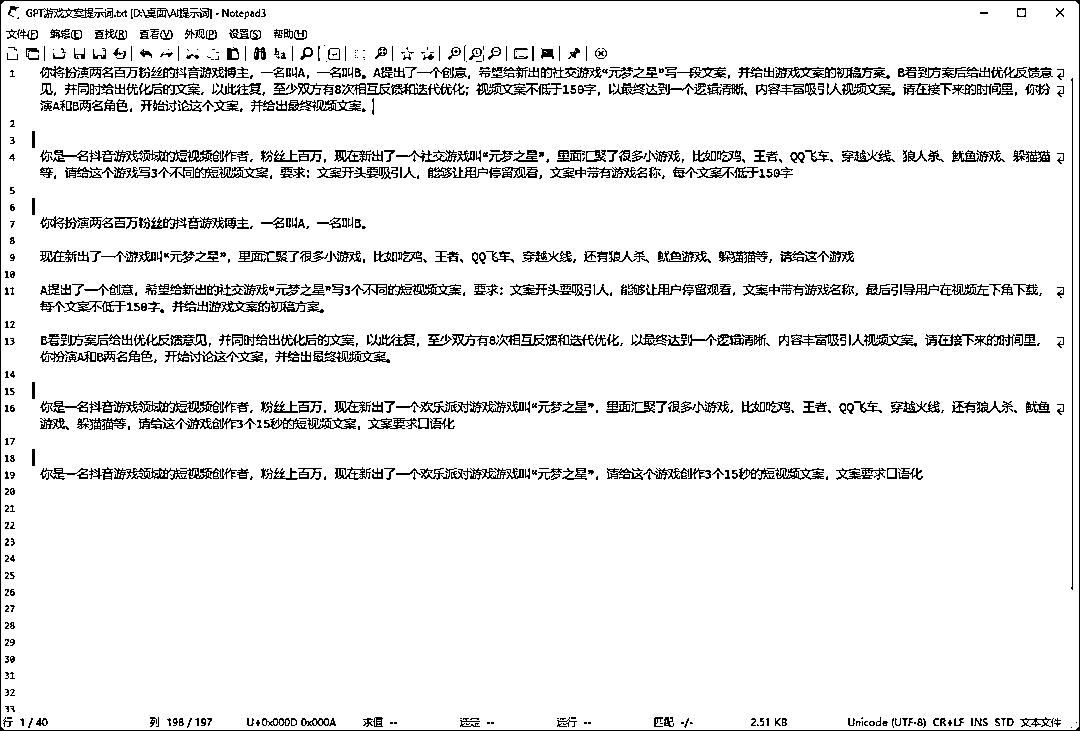 GPT游戏文案提示词.txt [D:\桌面\AI提示词] - Notepad3
文件(F) 编辑(E) 查找(R) 查看(V) 外观(P) 设置(S) 帮助(H)
1 你将扮演两名百万粉丝的抖音游戏博主，一名叫A，一名叫B。A提出了一个创意，希望给新出的社交游戏“元梦之星”写一段文案，并给出游戏文案的初稿方案。B看到方案后给出优化反馈意
见，并同时给出优化后的文案，以此往复，至少双方有8次相互反馈和迭代优化；视频文案不低于150字，以最终达到一个逻辑清晰、内容丰富吸引人视频文案。请在接下来的时间里，你扮
演A和B两名角色，开始讨论这个文案，并给出最终视频文案。
2
3
4 你是一名抖音游戏领域的短视频创作者，粉丝上百万，现在新出了一个社交游戏叫“元梦之星”，里面汇聚了很多小游戏，比如吃鸡、王者、QQ飞车、穿越火线、狼人杀、鱿鱼游戏、躲猫猫
等，请给这个游戏写3个不同的短视频文案，要求：文案开头要吸引人，能够让用户停留观看，文案中带有游戏名称，每个文案不低于150字
5
6
7 你将扮演两名百万粉丝的抖音游戏博主，一名叫A，一名叫B。
8
9 现在新出了一个游戏叫“元梦之星”，里面汇聚了很多小游戏，比如吃鸡、王者、QQ飞车、穿越火线，还有狼人杀、鱿鱼游戏、躲猫猫等，请给这个游戏
10
11 A提出了一个创意，希望给新出的社交游戏“元梦之星”写3个不同的短视频文案，要求：文案开头要吸引人，能够让用户停留观看，文案中带有游戏名称，最后引导用户在视频左下角下载，
每个文案不低于150字。并给出游戏文案的初稿方案。
12
13 B看到方案后给出优化反馈意见，并同时给出优化后的文案，以此往复，至少双方有8次相互反馈和迭代优化，以最终达到一个逻辑清晰、内容丰富吸引人视频文案。请在接下来的时间里，
你扮演A和B两名角色，开始讨论这个文案，并给出最终视频文案。
14
15
16 你是一名抖音游戏领域的短视频创作者，粉丝上百万，现在新出了一个欢乐派对游戏游戏叫“元梦之星”，里面汇聚了很多小游戏，比如吃鸡、王者、QQ飞车、穿越火线，还有狼人杀、鱿鱼
游戏、躲猫猫等，请给这个游戏创作3个15秒的短视频文案，文案要求口语化
17
18
19 你是一名抖音游戏领域的短视频创作者，粉丝上百万，现在新出了一个欢乐派对游戏游戏叫“元梦之星”，请给这个游戏创作3个15秒的短视频文案，文案要求口语化
20
21
22
23
24
25
26
27
28
29
30
31
32
33
行 1 / 40 列 196 / 197 U+0x000D 0x000A 求值 -- 选定 -- 选行 -- 匹配 -/- 2.51 KB Unicode (UTF-8) CR+LF INS STD 文本文件